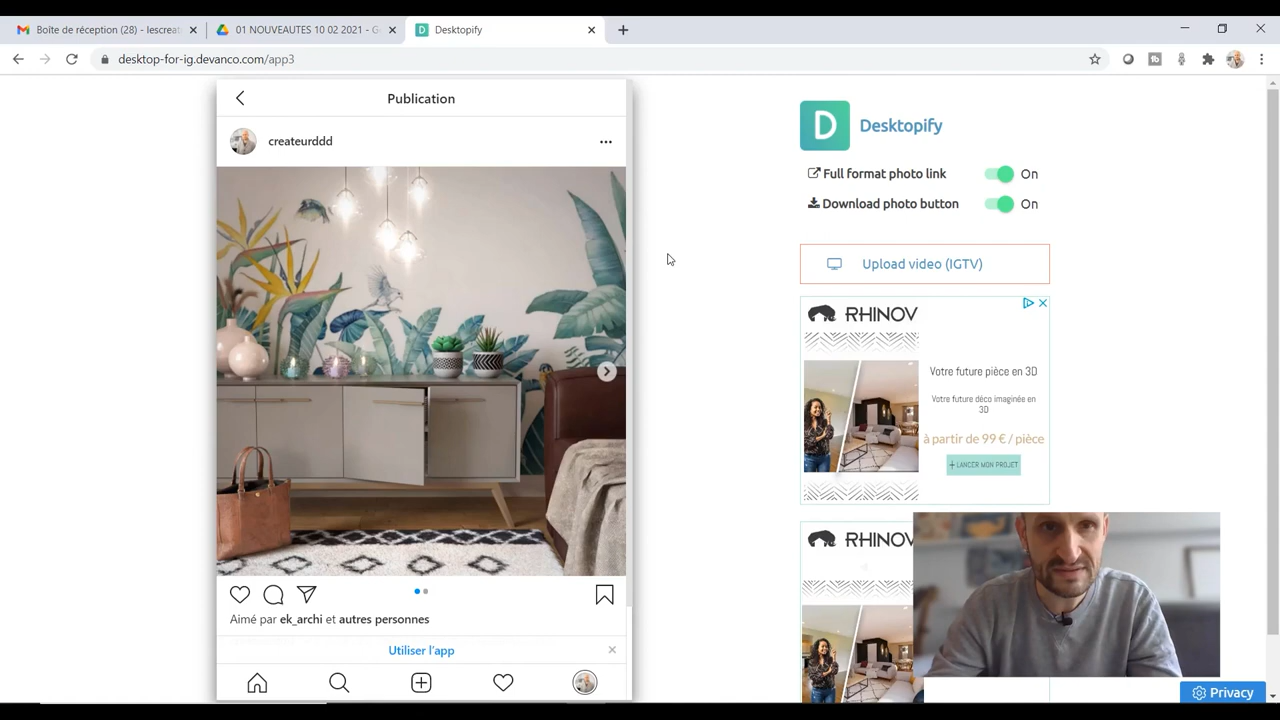 Boîte de réception (28) - lescreat
01 NOUVEAUTES 10 02 2021 - G
Desktopify
desktop-for-ig.devanco.com/app3
Publication
createurddd
Aimé par ek_archi et autres personnes
Utiliser l'app
D
Desktopify
Full format photo link On
Download photo button On
Upload video (IGTV)
RHINOV
Votre future pièce en 3D
Votre future déco imaginée en
3D
à partir de 99 € / pièce
+ LANCER MON PROJET
RHINOV
Privacy